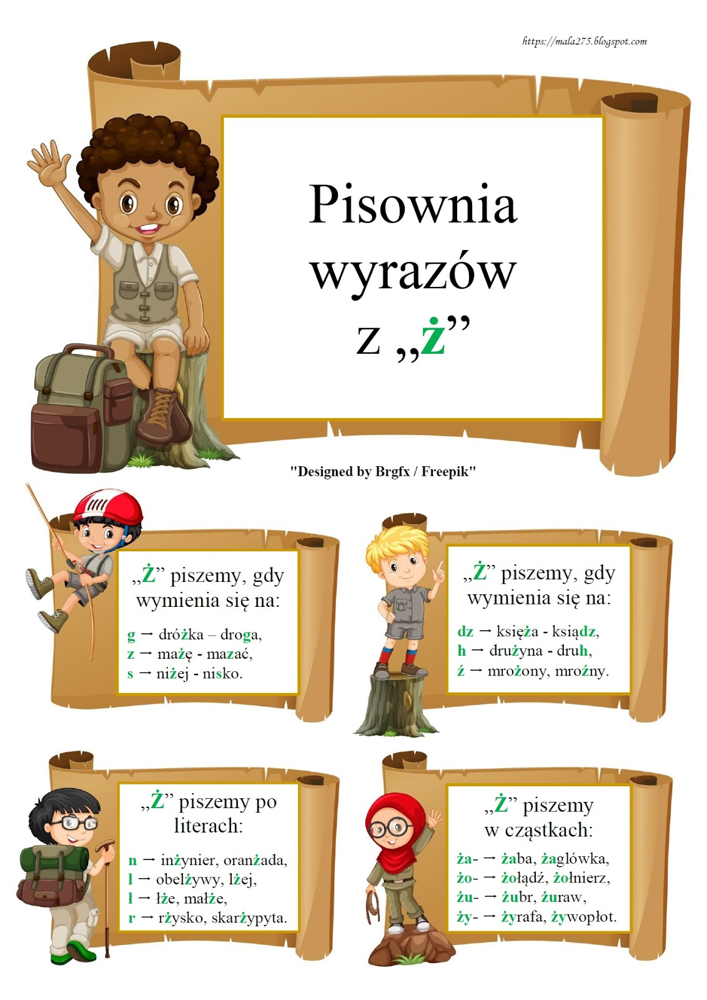 https://mala275.blogspot.com
Pisownia
wyrazów
z „ż”
"Designed by Brgfx / Freepik"
„Ż” piszemy, gdy
wymienia się na:
g → dróżka – droga,
z → mażę - mazać,
s → niżej - nisko.
„Ż” piszemy, gdy
wymienia się na:
dz → księża - ksiądz,
h → drużyna - druh,
ź → mrożony, mroźny.
„Ż” piszemy po
literach:
n → inżynier, oranżada,
l → obelżywy, lżej,
ł → łże, małże,
r → rżysko, skarżypyta.
„Ż” piszemy
w cząstkach:
ża- → żaba, żaglówka,
żo- → żołądź, żołnierz,
żu- → żubr, żuraw,
ży- → żyrafa, żywopłot.